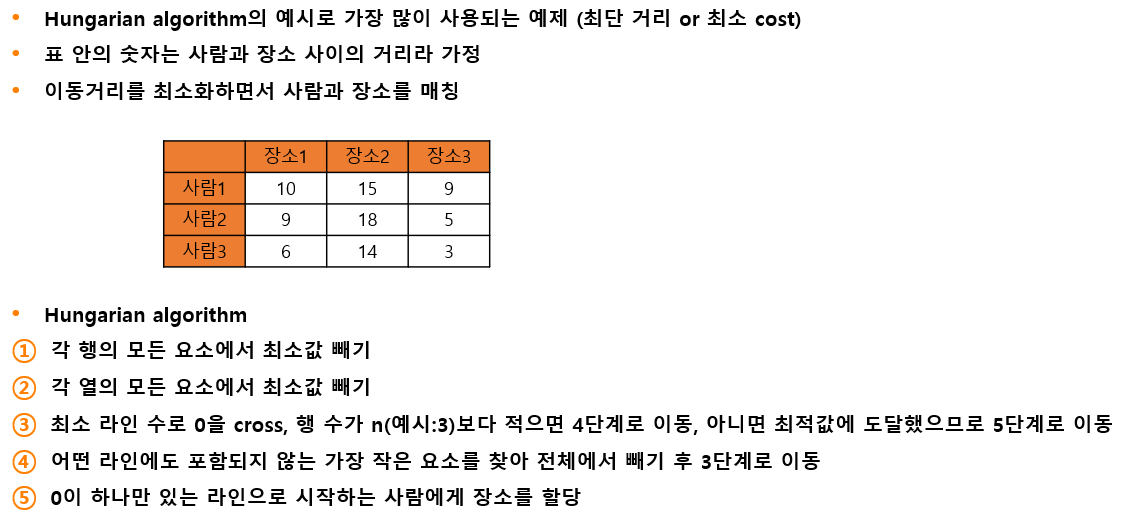 • Hungarian algorithm의 예시로 가장 많이 사용되는 예제 (최단 거리 or 최소 cost)
• 표 안의 숫자는 사람과 장소 사이의 거리라 가정
• 이동거리를 최소화하면서 사람과 장소를 매칭
장소1 장소2 장소3
사람1 10 15 9
사람2 9 18 5
사람3 6 14 3
• Hungarian algorithm
① 각 행의 모든 요소에서 최소값 빼기
② 각 열의 모든 요소에서 최소값 빼기
③ 최소 라인 수로 0을 cross, 행 수가 n(예시:3)보다 적으면 4단계로 이동, 아니면 최적값에 도달했으므로 5단계로 이동
④ 어떤 라인에도 포함되지 않는 가장 작은 요소를 찾아 전체에서 빼기 후 3단계로 이동
⑤ 0이 하나만 있는 라인으로 시작하는 사람에게 장소를 할당